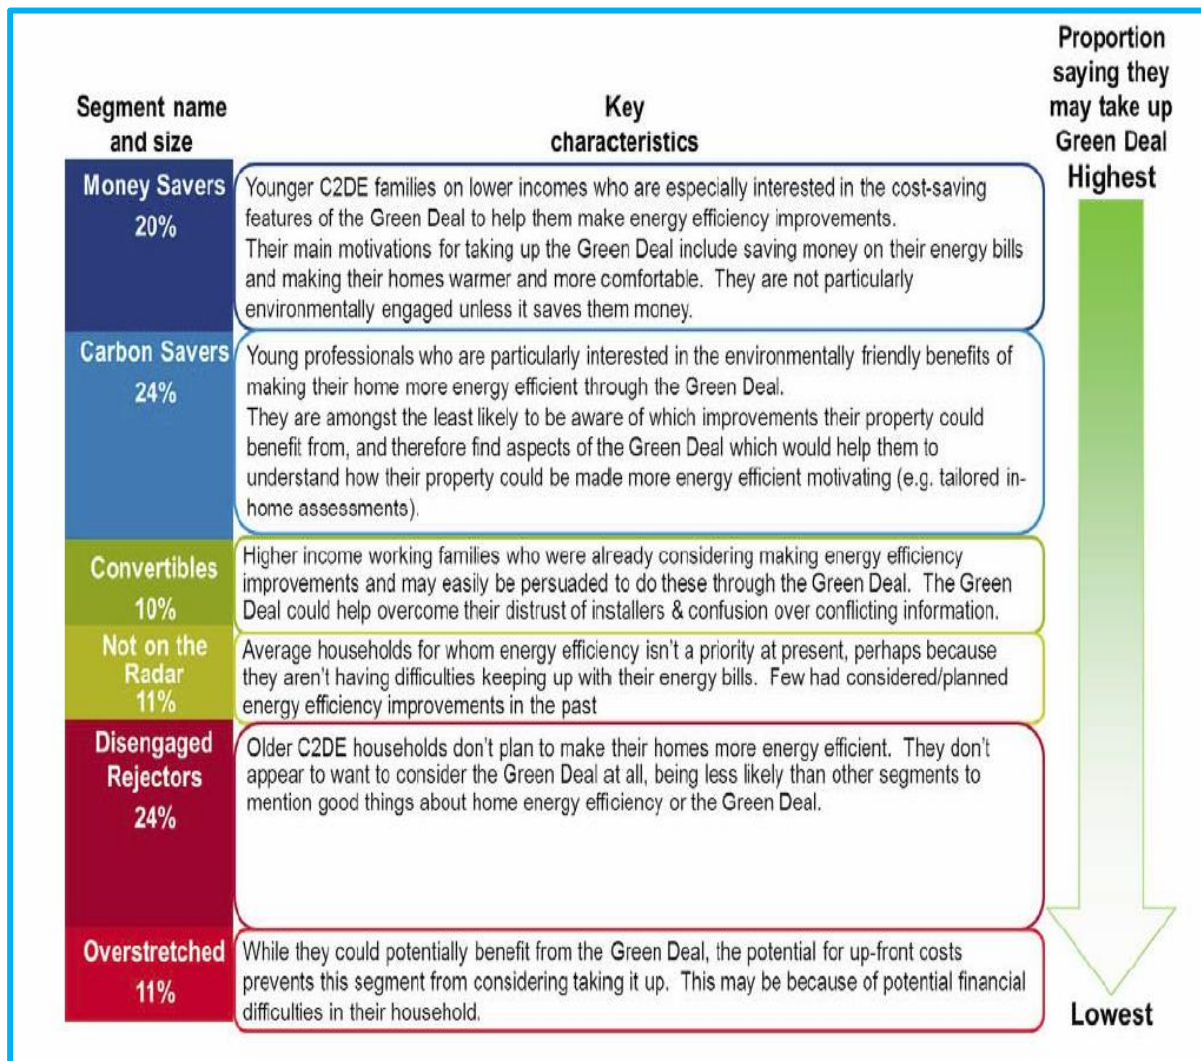 Segment name
and size
Key
characteristics
Proportion
saying they
may take up
Green Deal
Highest
Money Savers
20%
Younger C2DE families on lower incomes who are especially interested in the cost-saving
features of the Green Deal to help them make energy efficiency improvements.
Their main motivations for taking up the Green Deal include saving money on their energy bills
and making their homes warmer and more comfortable. They are not particularly
environmentally engaged unless it saves them money.
Carbon Savers
24%
Young professionals who are particularly interested in the environmentally friendly benefits of
making their home more energy efficient through the Green Deal.
They are amongst the least likely to be aware of which improvements their property could
benefit from, and therefore find aspects of the Green Deal which would help them to
understand how their property could be made more energy efficient motivating (e.g. tailored in-
home assessments).
Convertibles
10%
Higher income working families who were already considering making energy efficiency
improvements and may easily be persuaded to do these through the Green Deal. The Green
Deal could help overcome their distrust of installers & confusion over conflicting information.
Not on the
Radar
11%
Average households for whom energy efficiency isn't a priority at present, perhaps because
they aren't having difficulties keeping up with their energy bills. Few had considered/planned
energy efficiency improvements in the past
Disengaged
Rejectors
24%
Older C2DE households don't plan to make their homes more energy efficient. They don't
appear to want to consider the Green Deal at all, being less likely than other segments to
mention good things about home energy efficiency or the Green Deal.
Overstretched
11%
While they could potentially benefit from the Green Deal, the potential for up-front costs
prevents this segment from considering taking it up. This may be because of potential financial
difficulties in their household.
Lowest